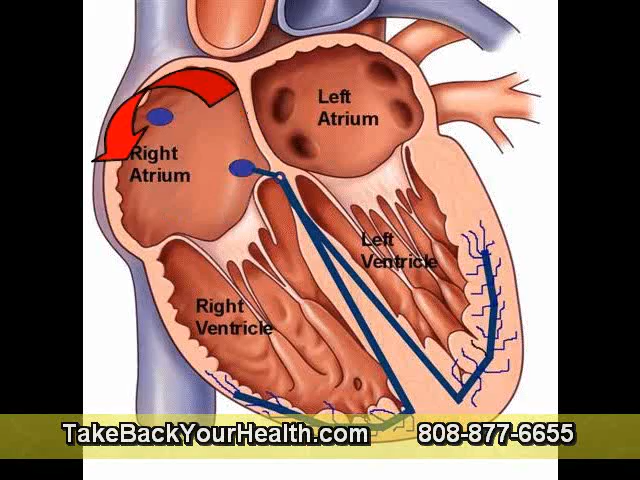 Left
Atrium
Right
Atrium
Left
Ventricle
Right
Ventricle
TakeBackYourHealth.com 808-877-6655